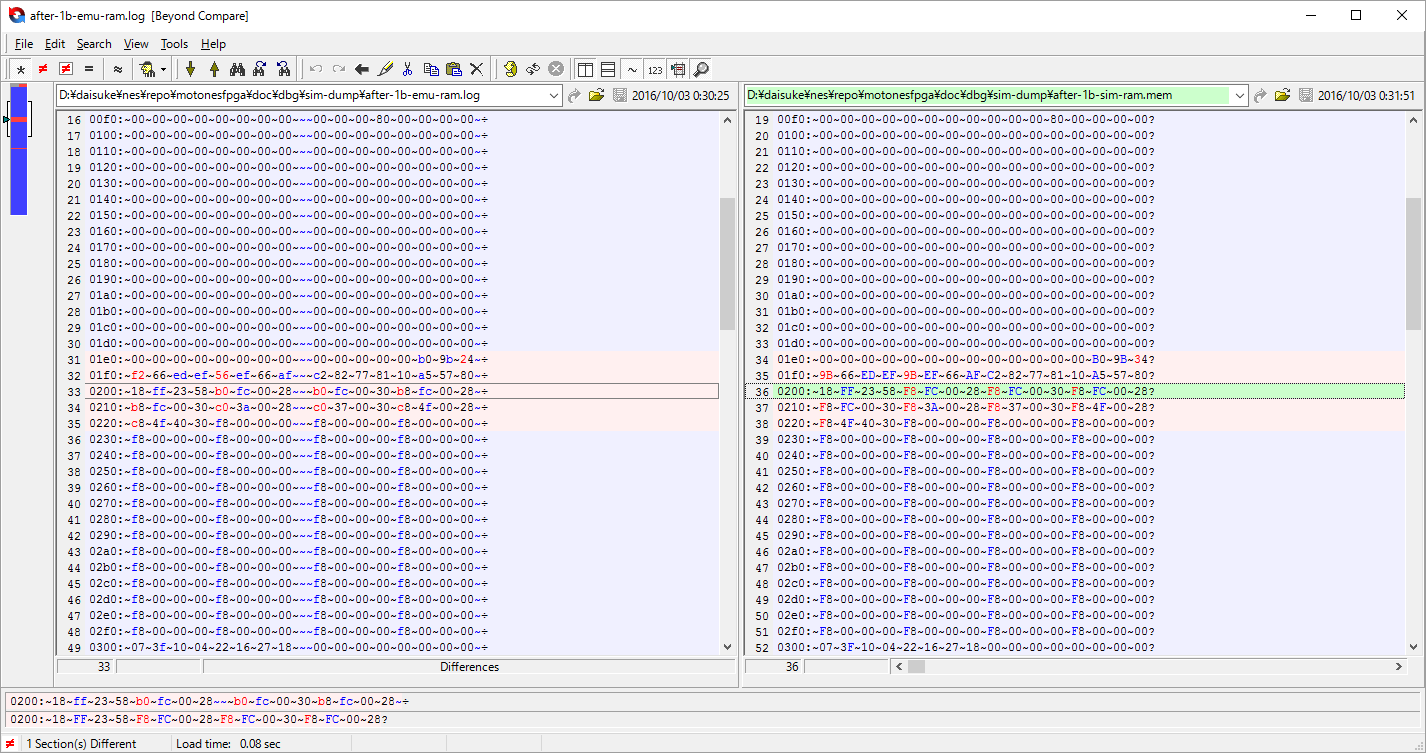 after-1b-emu-ram.log [Beyond Compare]
File Edit Search View Tools Help
123
D:¥daisuke¥nes¥repo¥motonesfpga¥doc¥dbg¥sim-dump¥after-1b-emu-ram.log 2016/10/03 0:30:25
16 00f0:~00~00~00~00~00~00~00~00~~~00~00~00~80~00~00~00~00~÷
17 0100:~00~00~00~00~00~00~00~00~~~00~00~00~00~00~00~00~00~÷
18 0110:~00~00~00~00~00~00~00~00~~~00~00~00~00~00~00~00~00~÷
19 0120:~00~00~00~00~00~00~00~00~~~00~00~00~00~00~00~00~00~÷
20 0130:~00~00~00~00~00~00~00~00~~~00~00~00~00~00~00~00~00~÷
21 0140:~00~00~00~00~00~00~00~00~~~00~00~00~00~00~00~00~00~÷
22 0150:~00~00~00~00~00~00~00~00~~~00~00~00~00~00~00~00~00~÷
23 0160:~00~00~00~00~00~00~00~00~~~00~00~00~00~00~00~00~00~÷
24 0170:~00~00~00~00~00~00~00~00~~~00~00~00~00~00~00~00~00~÷
25 0180:~00~00~00~00~00~00~00~00~~~00~00~00~00~00~00~00~00~÷
26 0190:~00~00~00~00~00~00~00~00~~~00~00~00~00~00~00~00~00~÷
27 01a0:~00~00~00~00~00~00~00~00~~~00~00~00~00~00~00~00~00~÷
28 01b0:~00~00~00~00~00~00~00~00~~~00~00~00~00~00~00~00~00~÷
29 01c0:~00~00~00~00~00~00~00~00~~~00~00~00~00~00~00~00~00~÷
30 01d0:~00~00~00~00~00~00~00~00~~~00~00~00~00~00~00~00~00~÷
31 01e0:~00~00~00~00~00~00~00~00~~~00~00~00~00~00~b0~9b~24~÷
32 01f0:~f2~66~ed~ef~56~ef~66~af~~~c2~82~77~81~10~a5~57~80~÷
33 0200:~18~ff~23~58~b0~fc~00~28~~~b0~fc~00~30~b8~fc~00~28~÷
34 0210:~b8~fc~00~30~c0~3a~00~28~~~c0~37~00~30~c8~4f~00~28~÷
35 0220:~c8~4f~40~30~f8~00~00~00~~~f8~00~00~00~f8~00~00~00~÷
36 0230:~f8~00~00~00~f8~00~00~00~~~f8~00~00~00~f8~00~00~00~÷
37 0240:~f8~00~00~00~f8~00~00~00~~~f8~00~00~00~f8~00~00~00~÷
38 0250:~f8~00~00~00~f8~00~00~00~~~f8~00~00~00~f8~00~00~00~÷
39 0260:~f8~00~00~00~f8~00~00~00~~~f8~00~00~00~f8~00~00~00~÷
40 0270:~f8~00~00~00~f8~00~00~00~~~f8~00~00~00~f8~00~00~00~÷
41 0280:~f8~00~00~00~f8~00~00~00~~~f8~00~00~00~f8~00~00~00~÷
42 0290:~f8~00~00~00~f8~00~00~00~~~f8~00~00~00~f8~00~00~00~÷
43 02a0:~f8~00~00~00~f8~00~00~00~~~f8~00~00~00~f8~00~00~00~÷
44 02b0:~f8~00~00~00~f8~00~00~00~~~f8~00~00~00~f8~00~00~00~÷
45 02c0:~f8~00~00~00~f8~00~00~00~~~f8~00~00~00~f8~00~00~00~÷
46 02d0:~f8~00~00~00~f8~00~00~00~~~f8~00~00~00~f8~00~00~00~÷
47 02e0:~f8~00~00~00~f8~00~00~00~~~f8~00~00~00~f8~00~00~00~÷
48 02f0:~f8~00~00~00~f8~00~00~00~~~f8~00~00~00~f8~00~00~00~÷
49 0300:~07~3f~10~04~22~16~27~18~~~00~00~00~00~00~00~00~00~÷
33 Differences
D:¥daisuke¥nes¥repo¥motonesfpga¥doc¥dbg¥sim-dump¥after-1b-sim-ram.mem 2016/10/03 0:31:51
19 00f0:~00~00~00~00~00~00~00~00~00~00~00~80~00~00~00~00?
20 0100:~00~00~00~00~00~00~00~00~00~00~00~00~00~00~00~00?
21 0110:~00~00~00~00~00~00~00~00~00~00~00~00~00~00~00~00?
22 0120:~00~00~00~00~00~00~00~00~00~00~00~00~00~00~00~00?
23 0130:~00~00~00~00~00~00~00~00~00~00~00~00~00~00~00~00?
24 0140:~00~00~00~00~00~00~00~00~00~00~00~00~00~00~00~00?
25 0150:~00~00~00~00~00~00~00~00~00~00~00~00~00~00~00~00?
26 0160:~00~00~00~00~00~00~00~00~00~00~00~00~00~00~00~00?
27 0170:~00~00~00~00~00~00~00~00~00~00~00~00~00~00~00~00?
28 0180:~00~00~00~00~00~00~00~00~00~00~00~00~00~00~00~00?
29 0190:~00~00~00~00~00~00~00~00~00~00~00~00~00~00~00~00?
30 01a0:~00~00~00~00~00~00~00~00~00~00~00~00~00~00~00~00?
31 01b0:~00~00~00~00~00~00~00~00~00~00~00~00~00~00~00~00?
32 01c0:~00~00~00~00~00~00~00~00~00~00~00~00~00~00~00~00?
33 01d0:~00~00~00~00~00~00~00~00~00~00~00~00~00~00~00~00?
34 01e0:~00~00~00~00~00~00~00~00~00~00~00~00~00~B0~9B~34?
35 01f0:~9B~66~ED~EF~9B~EF~66~AF~C2~82~77~81~10~A5~57~80?
36 0200:~18~FF~23~58~F8~FC~00~28~F8~FC~00~30~F8~FC~00~28?
37 0210:~F8~FC~00~30~F8~3A~00~28~F8~37~00~30~F8~4F~00~28?
38 0220:~F8~4F~40~30~F8~00~00~00~F8~00~00~00~F8~00~00~00?
39 0230:~F8~00~00~00~F8~00~00~00~F8~00~00~00~F8~00~00~00?
40 0240:~F8~00~00~00~F8~00~00~00~F8~00~00~00~F8~00~00~00?
41 0250:~F8~00~00~00~F8~00~00~00~F8~00~00~00~F8~00~00~00?
42 0260:~F8~00~00~00~F8~00~00~00~F8~00~00~00~F8~00~00~00?
43 0270:~F8~00~00~00~F8~00~00~00~F8~00~00~00~F8~00~00~00?
44 0280:~F8~00~00~00~F8~00~00~00~F8~00~00~00~F8~00~00~00?
45 0290:~F8~00~00~00~F8~00~00~00~F8~00~00~00~F8~00~00~00?
46 02a0:~F8~00~00~00~F8~00~00~00~F8~00~00~00~F8~00~00~00?
47 02b0:~F8~00~00~00~F8~00~00~00~F8~00~00~00~F8~00~00~00?
48 02c0:~F8~00~00~00~F8~00~00~00~F8~00~00~00~F8~00~00~00?
49 02d0:~F8~00~00~00~F8~00~00~00~F8~00~00~00~F8~00~00~00?
50 02e0:~F8~00~00~00~F8~00~00~00~F8~00~00~00~F8~00~00~00?
51 02f0:~F8~00~00~00~F8~00~00~00~F8~00~00~00~F8~00~00~00?
52 0300:~07~3F~10~04~22~16~27~18~00~00~00~00~00~00~00~00?
36
0200:~18~ff~23~58~b0~fc~00~28~~~b0~fc~00~30~b8~fc~00~28~÷
0200:~18~FF~23~58~F8~FC~00~28~F8~FC~00~30~F8~FC~00~28?
≠ 1 Section(s) Different Load time: 0.08 sec